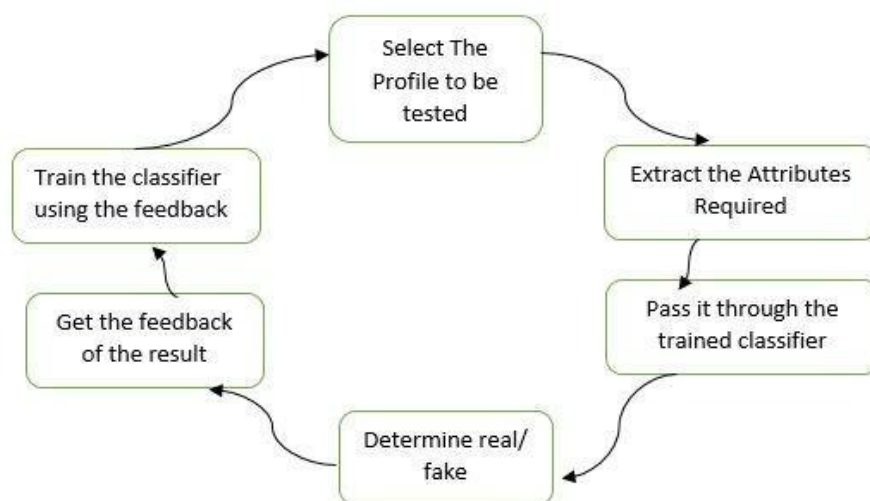 Select The
Profile to be
tested
Extract the Attributes
Required
Pass it through the
trained classifier
Determine real/
fake
Get the feedback
of the result
Train the classifier
using the feedback